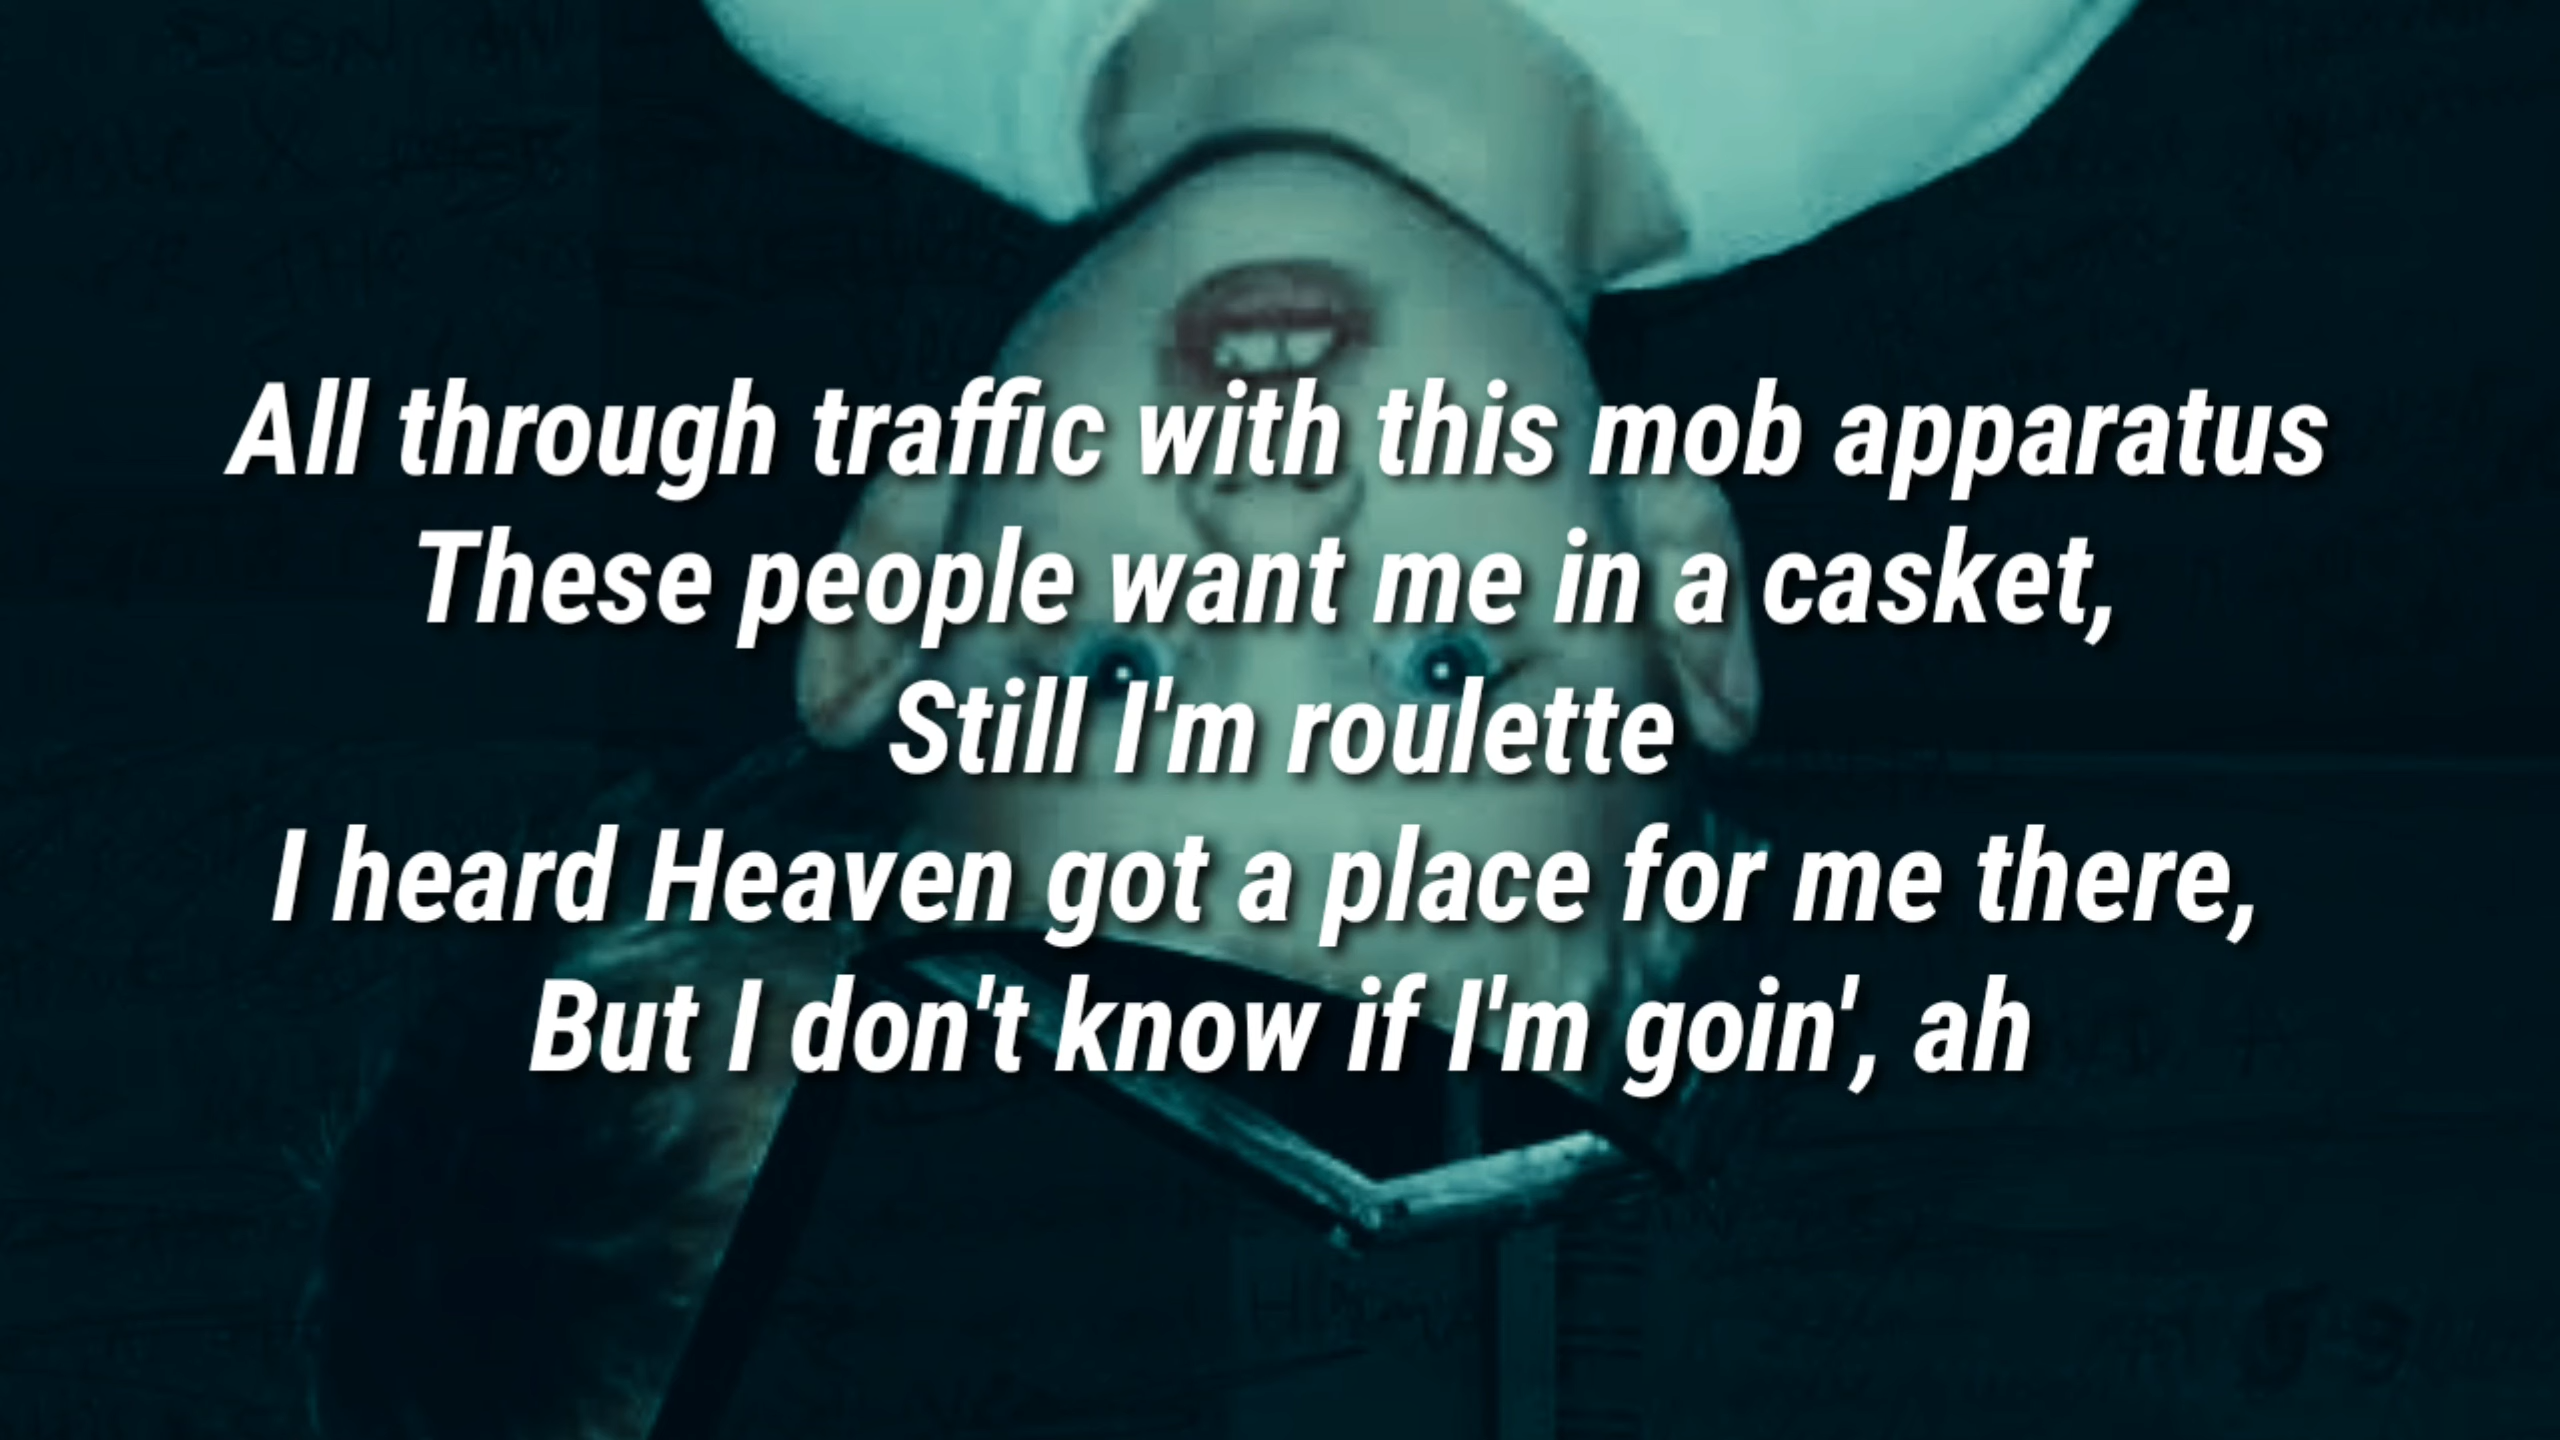 All through traffic with this mob apparatus
These people want me in a casket,
Still I'm roulette
I heard Heaven got a place for me there,
But I don't know if I'm goin', ah